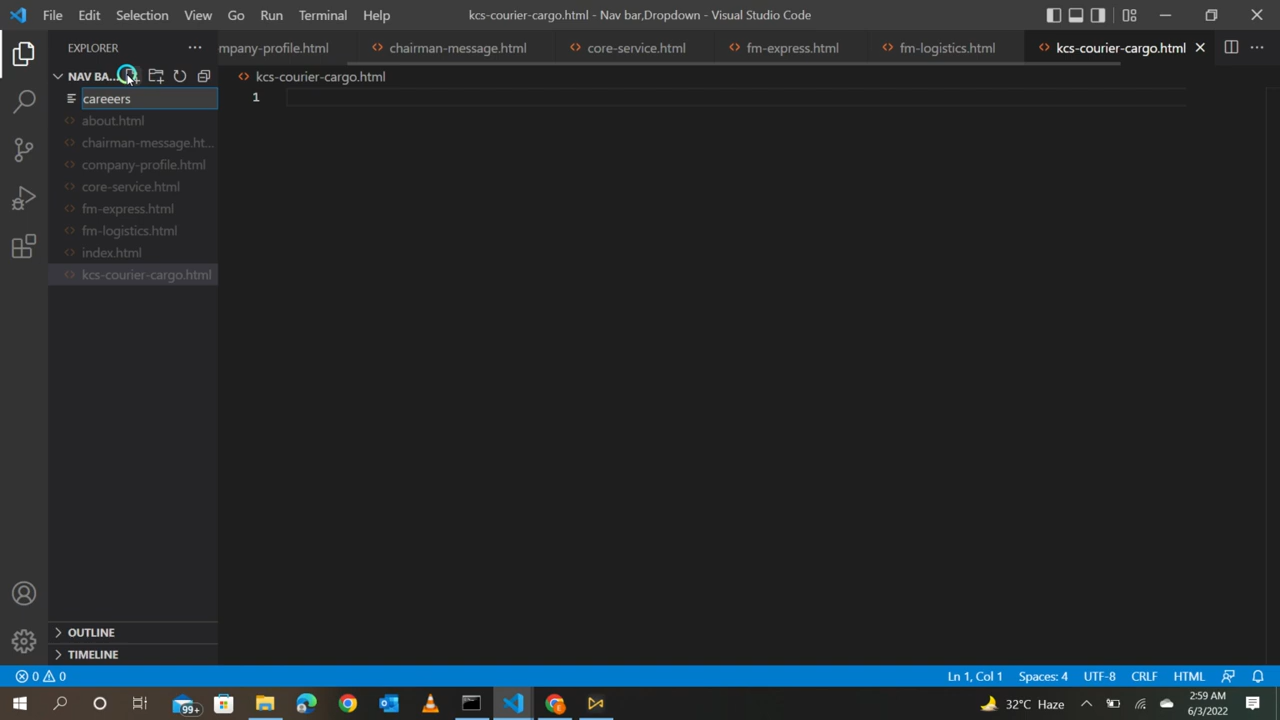 File Edit Selection View Go Run Terminal Help kcs-courier-cargo.html - Nav bar,Dropdown - Visual Studio Code
EXPLORER
mpany-profile.html chairman-message.html core-service.html fm-express.html fm-logistics.html kcs-courier-cargo.html
NAV BA...
kcs-courier-cargo.html
1
careeers
about.html
chairman-message.ht...
company-profile.html
core-service.html
fm-express.html
fm-logistics.html
index.html
kcs-courier-cargo.html
OUTLINE
TIMELINE
0 0 Ln 1, Col 1 Spaces: 4 UTF-8 CRLF HTML
99+ 32°C Haze 2:59 AM
6/3/2022